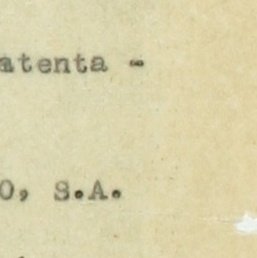 atenta -
O, S.A.